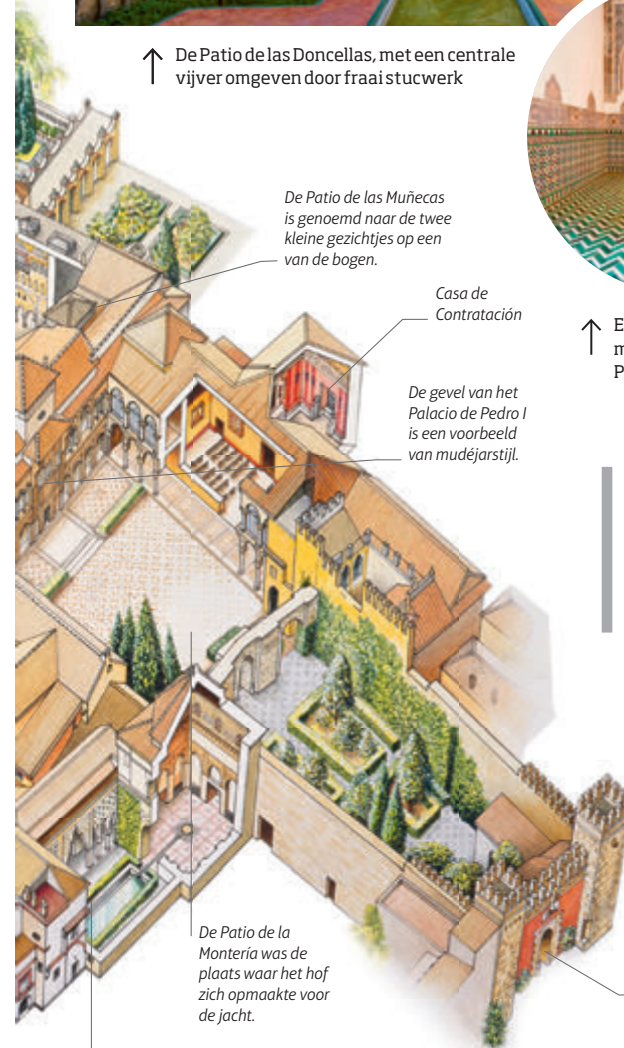 De Patio de las Doncellas, met een centrale
vijver omgeven door fraai stucwerk
De Patio de las Muñecas
is genoemd naar de twee
kleine gezichtjes op een
van de bogen.
Casa de
Contratación
De gevel van het
Palacio de Pedro I
is een voorbeeld
van mudéjarstijl.
De Patio de la
Montería was de
plaats waar het hof
zich opmaakte voor
de jacht.